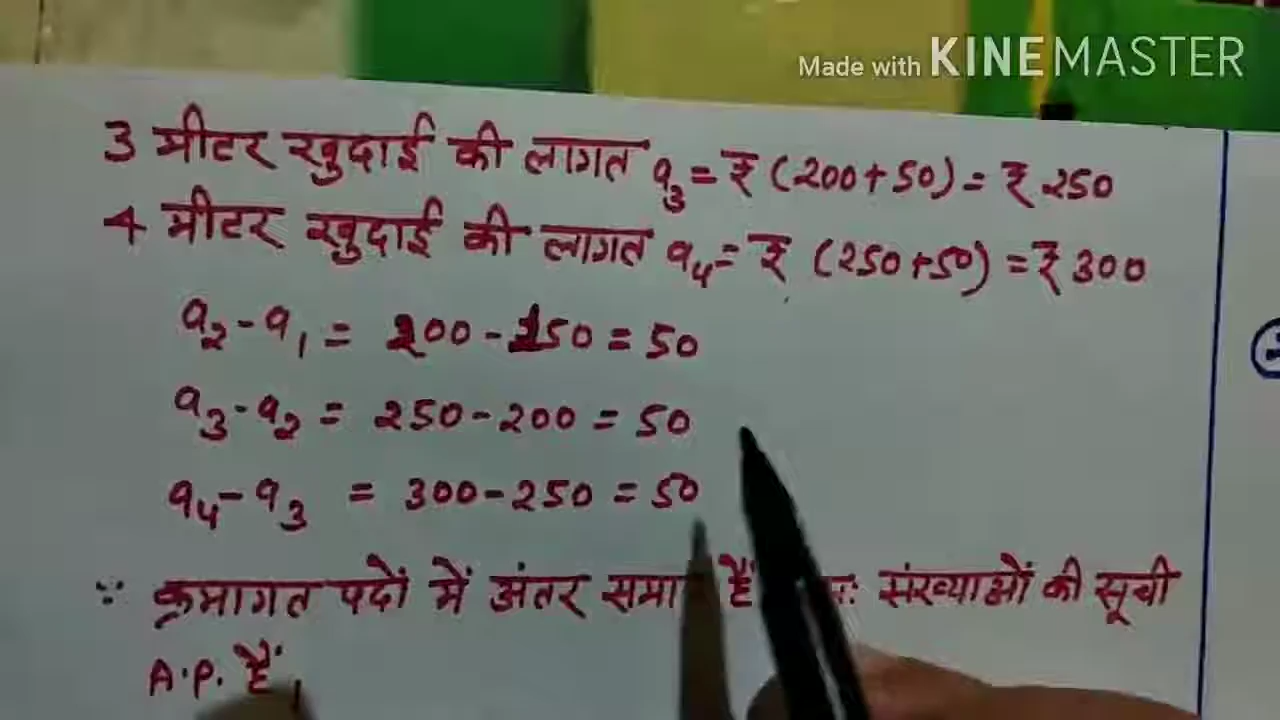 Made with KINEMASTER
3 मीटर खुदाई की लागत a₃ = ₹ (200+50) = ₹ 250
4 मीटर खुदाई की लागत a₄ = ₹ (250+50) = ₹ 300
a₂ - a₁ = 200 - 150 = 50
a₃ - a₂ = 250 - 200 = 50
a₄ - a₃ = 300 - 250 = 50
∵ क्रमागत पदों में अंतर हैं संख्याओं की सूची
A.P. हैं,